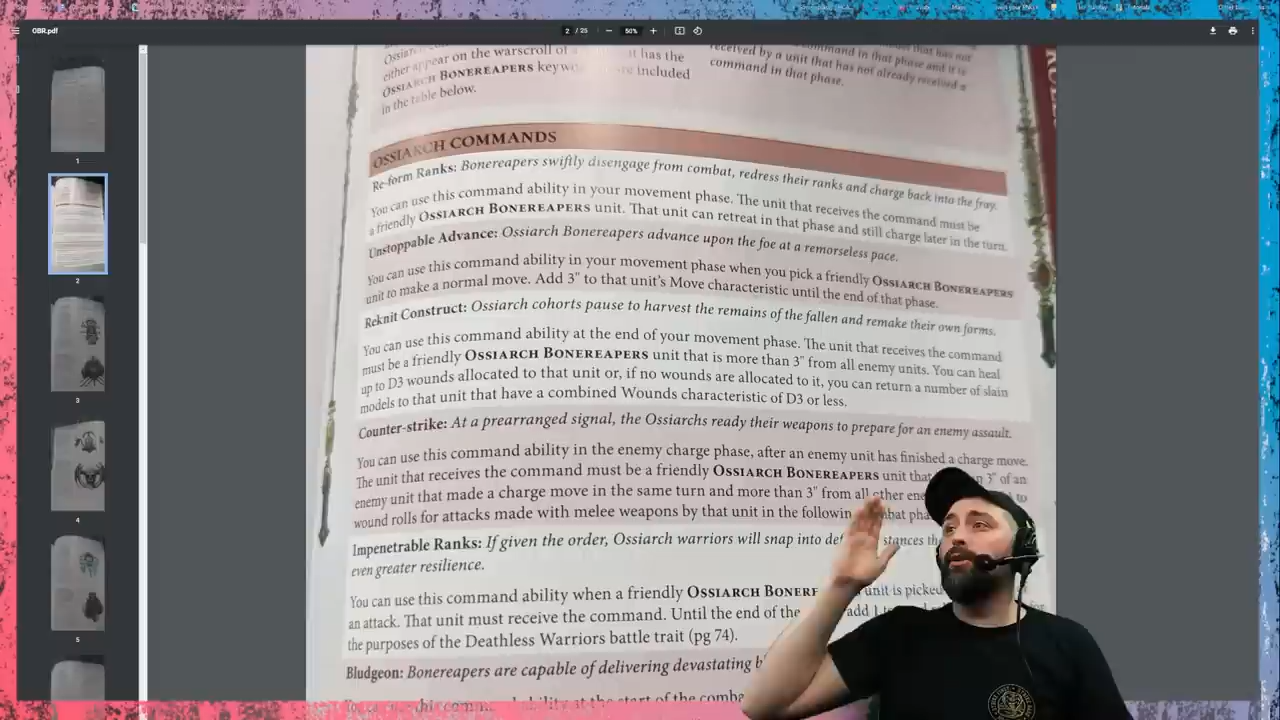 OBR.pdf
2 / 25
50%
either appear on the warscroll of a it has the
OSSIARCH BONEREAPERS included
in the table below.
received by a unit that has not already received a
command in that phase.
OSSIARCH COMMANDS
Re-form Ranks: Bonereapers swiftly disengage from combat, redress their ranks and charge back into the fray.
You can use this command ability in your movement phase. The unit that receives the command must be
a friendly OSSIARCH BONEREAPERS unit. That unit can retreat in that phase and still charge later in the turn.
Unstoppable Advance: Ossiarch Bonereapers advance upon the foe at a remorseless pace.
You can use this command ability in your movement phase when you pick a friendly OSSIARCH BONEREAPERS
unit to make a normal move. Add 3" to that unit's Move characteristic until the end of that phase.
Reknit Construct: Ossiarch cohorts pause to harvest the remains of the fallen and remake their own forms.
You can use this command ability at the end of your movement phase. The unit that receives the command
must be a friendly OSSIARCH BONEREAPERS unit that is more than 3" from all enemy units. You can heal
up to D3 wounds allocated to that unit or, if no wounds are allocated to it, you can return a number of slain
models to that unit that have a combined Wounds characteristic of D3 or less.
Counter-strike: At a prearranged signal, the Ossiarchs ready their weapons to prepare for an enemy assault.
You can use this command ability in the enemy charge phase, after an enemy unit has finished a charge move.
The unit that receives the command must be a friendly OSSIARCH BONEREAPERS unit 3" of an
enemy unit that made a charge move in the same turn and more than 3" from all other to
wound rolls for attacks made with melee weapons by that unit in the
Impenetrable Ranks: If given the order, Ossiarch warriors will snap into
even greater resilience.
You can use this command ability when a friendly OSSIARCH unit is picked
an attack. That unit must receive the command. Until the end of the add 1
the purposes of the Deathless Warriors battle trait (pg 74).
Bludgeon: Bonereapers are capable of delivering devastating
1
2
3
4
5